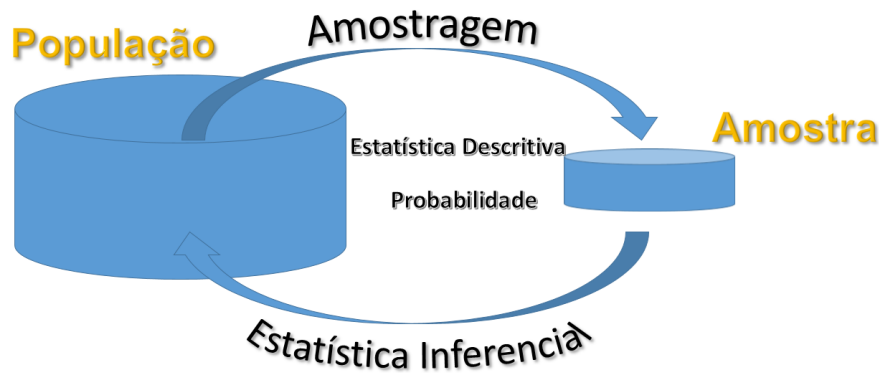 Amostragem
População
Amostra
Estatística Descritiva
Probabilidade
Estatística Inferencial